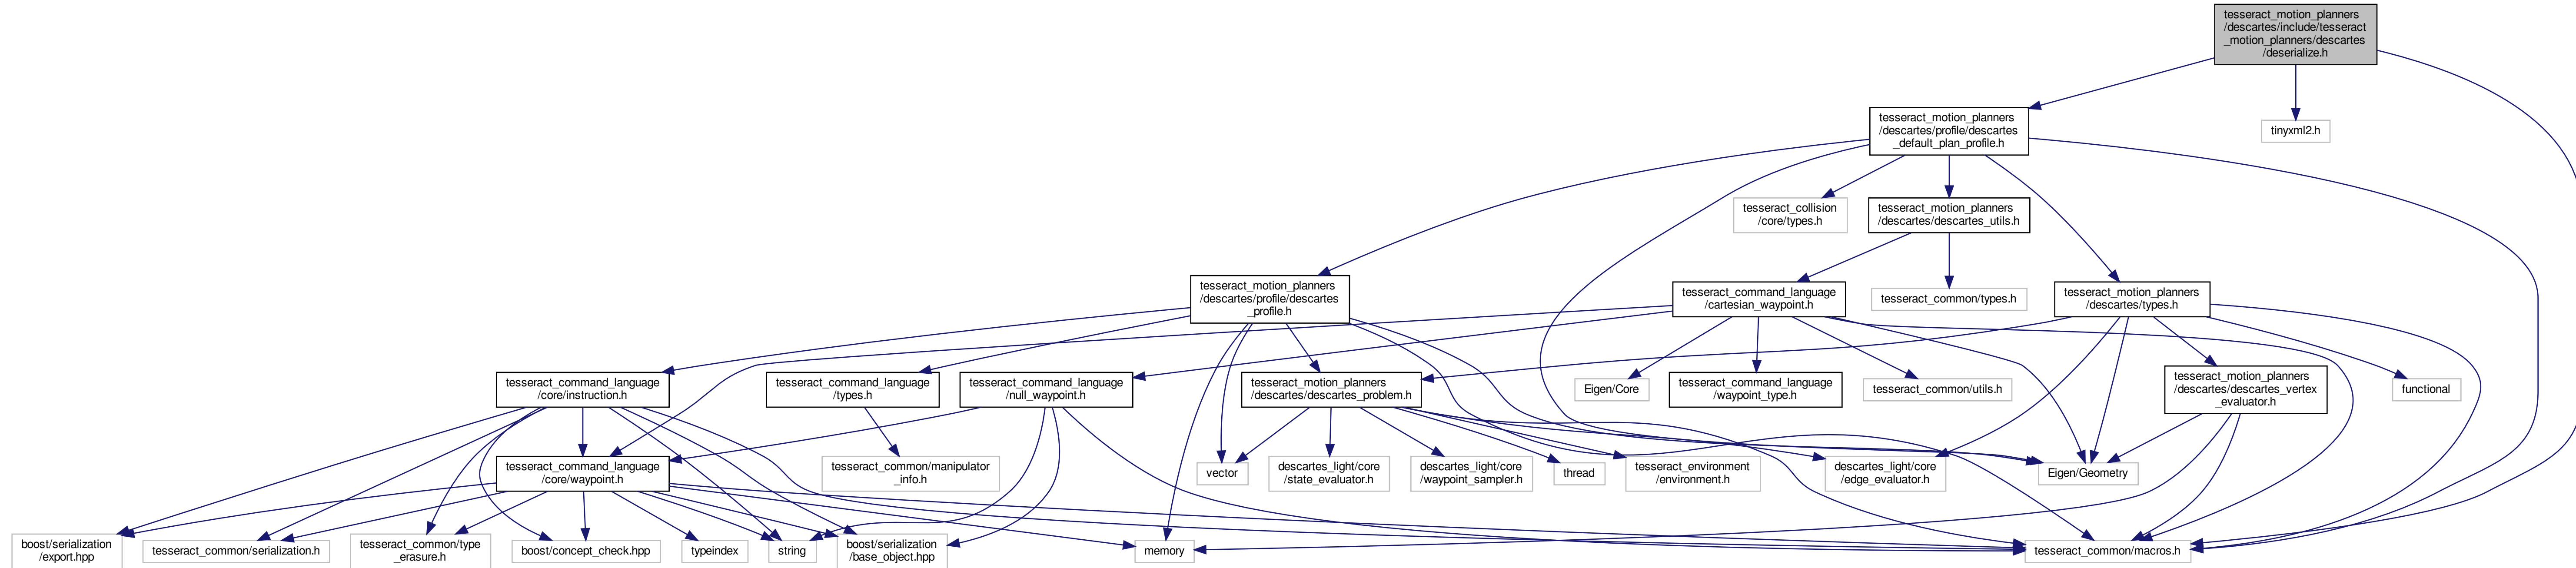 tesseract_motion_planners
/descartes/include/tesseract
_motion_planners/descartes
/deserialize.h
tesseract_motion_planners
/descartes/profile/descartes
_default_plan_profile.h
tinyxml2.h
tesseract_collision
/core/types.h
tesseract_motion_planners
/descartes/descartes_utils.h
tesseract_motion_planners
/descartes/profile/descartes
_profile.h
tesseract_command_language
/cartesian_waypoint.h
tesseract_common/types.h
tesseract_motion_planners
/descartes/types.h
tesseract_command_language
/core/instruction.h
tesseract_command_language
/types.h
tesseract_command_language
/null_waypoint.h
tesseract_motion_planners
/descartes/descartes_problem.h
Eigen/Core
tesseract_command_language
/waypoint_type.h
tesseract_common/utils.h
tesseract_motion_planners
/descartes/descartes_vertex
_evaluator.h
functional
tesseract_command_language
/core/waypoint.h
tesseract_common/manipulator
_info.h
vector
descartes_light/core
/state_evaluator.h
descartes_light/core
/waypoint_sampler.h
thread
tesseract_environment
/environment.h
descartes_light/core
/edge_evaluator.h
Eigen/Geometry
boost/serialization
/export.hpp
tesseract_common/serialization.h
tesseract_common/type
_erasure.h
boost/concept_check.hpp
typeindex
string
boost/serialization
/base_object.hpp
memory
tesseract_common/macros.h